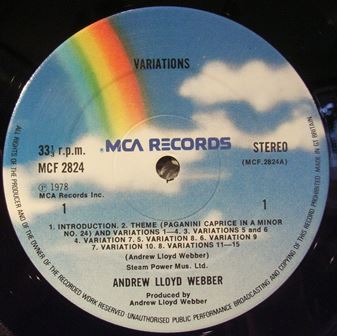 VARIATIONS
MCA RECORDS
33⅓ r.p.m.
MCF 2824
STEREO
(MCF.2824A)
℗ 1978
MCA Records Inc.
1
1
1. INTRODUCTION. 2. THEME (PAGANINI CAPRICE IN A MINOR
NO. 24) AND VARIATIONS 1—4. 3. VARIATIONS 5 and 6
4. VARIATION 7. 5. VARIATION 8. 6. VARIATION 9
7. VARIATION 10. 8. VARIATIONS 11—15
(Andrew Lloyd Webber)
Steam Power Mus. Ltd.
ANDREW LLOYD WEBBER
Produced by
Andrew Lloyd Webber
ALL RIGHTS OF THE PRODUCER AND OF THE OWNER OF THE RECORDED WORK RESERVED UNAUTHORISED PUBLIC PERFORMANCE BROADCASTING AND COPYING OF THIS RECORD PROHIBITED MADE IN GT BRITAIN